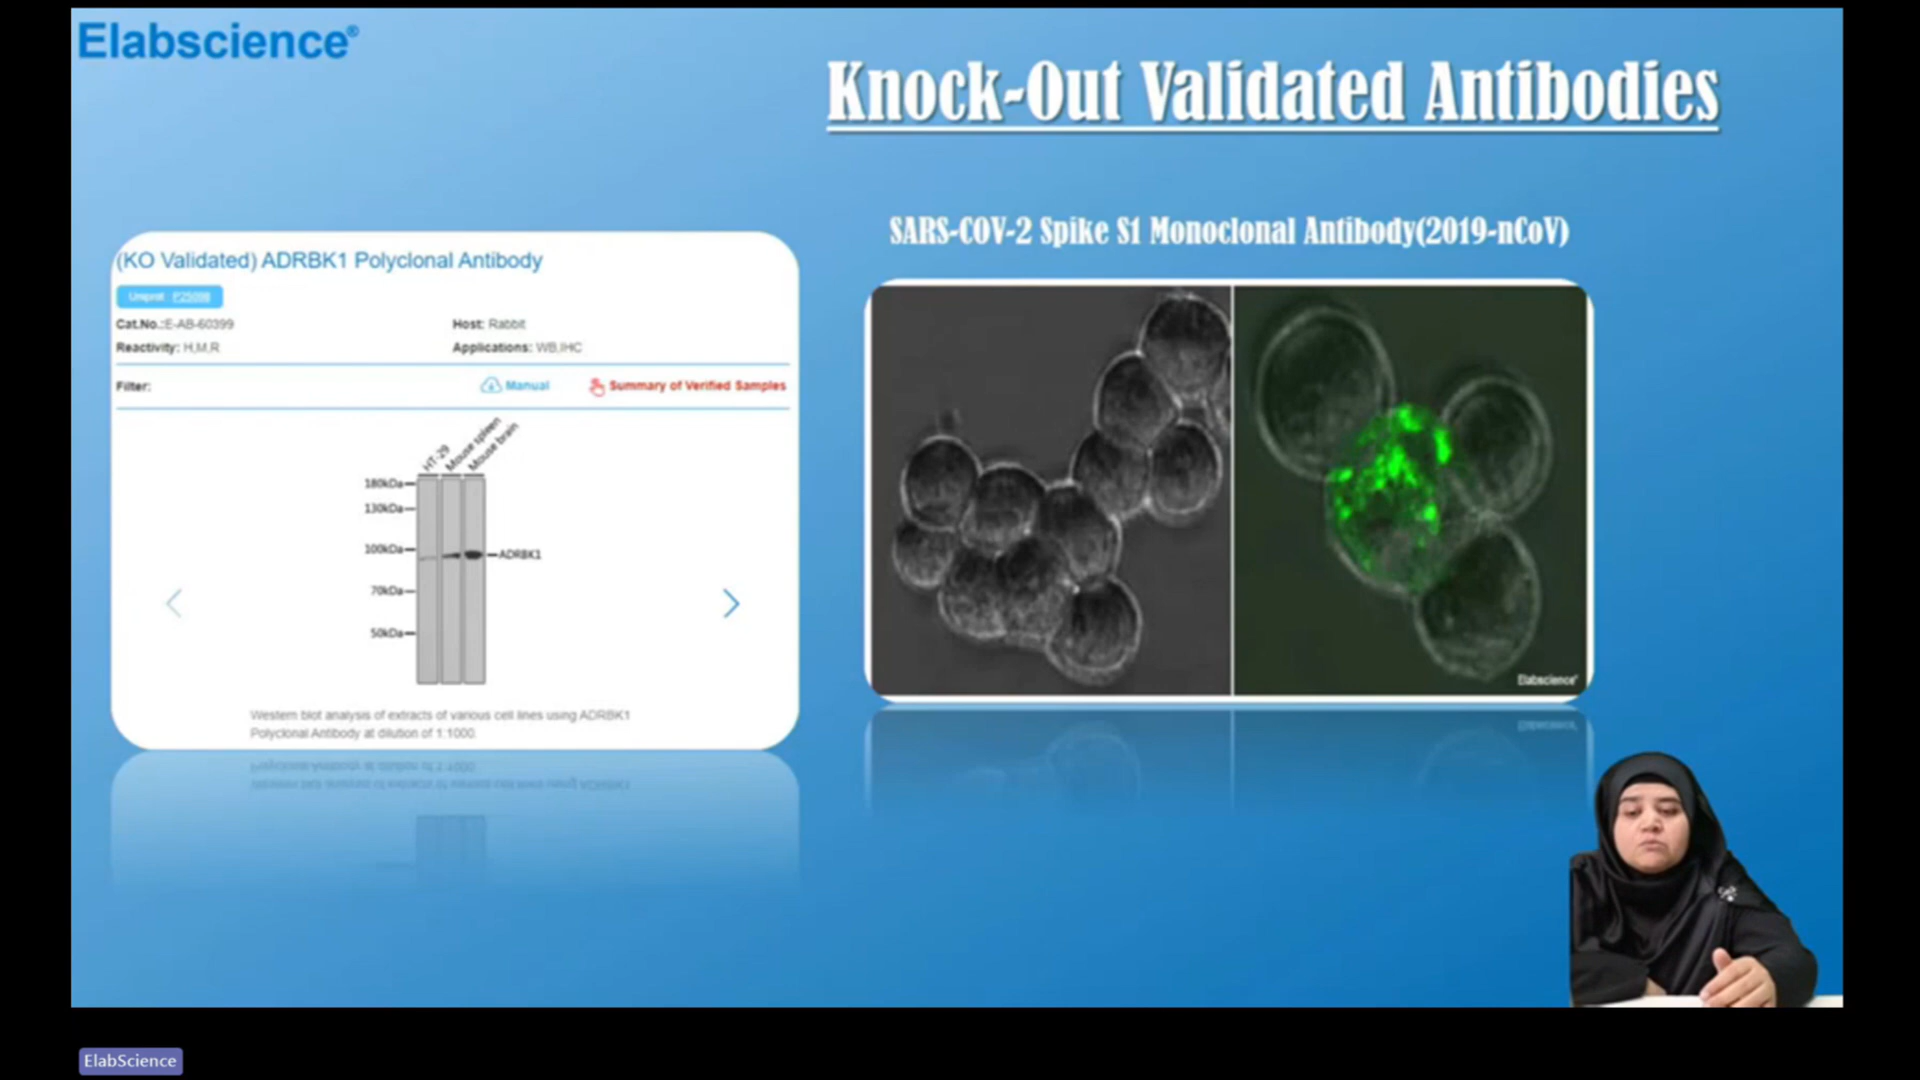 Elabscience®
Knock-Out Validated Antibodies
SARS-COV-2 Spike S1 Monoclonal Antibody(2019-nCoV)
(KO Validated) ADRBK1 Polyclonal Antibody
Uniprot : P25098
Cat.No.:E-AB-60399
Host: Rabbit
Reactivity: H,M,R
Applications: WB,IHC
Filter:
Manual
Summary of Verified Samples
HT-29
Mouse spleen
Mouse brain
180kDa
130kDa
100kDa
ADRBK1
70kDa
50kDa
Western blot analysis of extracts of various cell lines using ADRBK1
Polyclonal Antibody at dilution of 1:1000.
Elabscience®
ElabScience